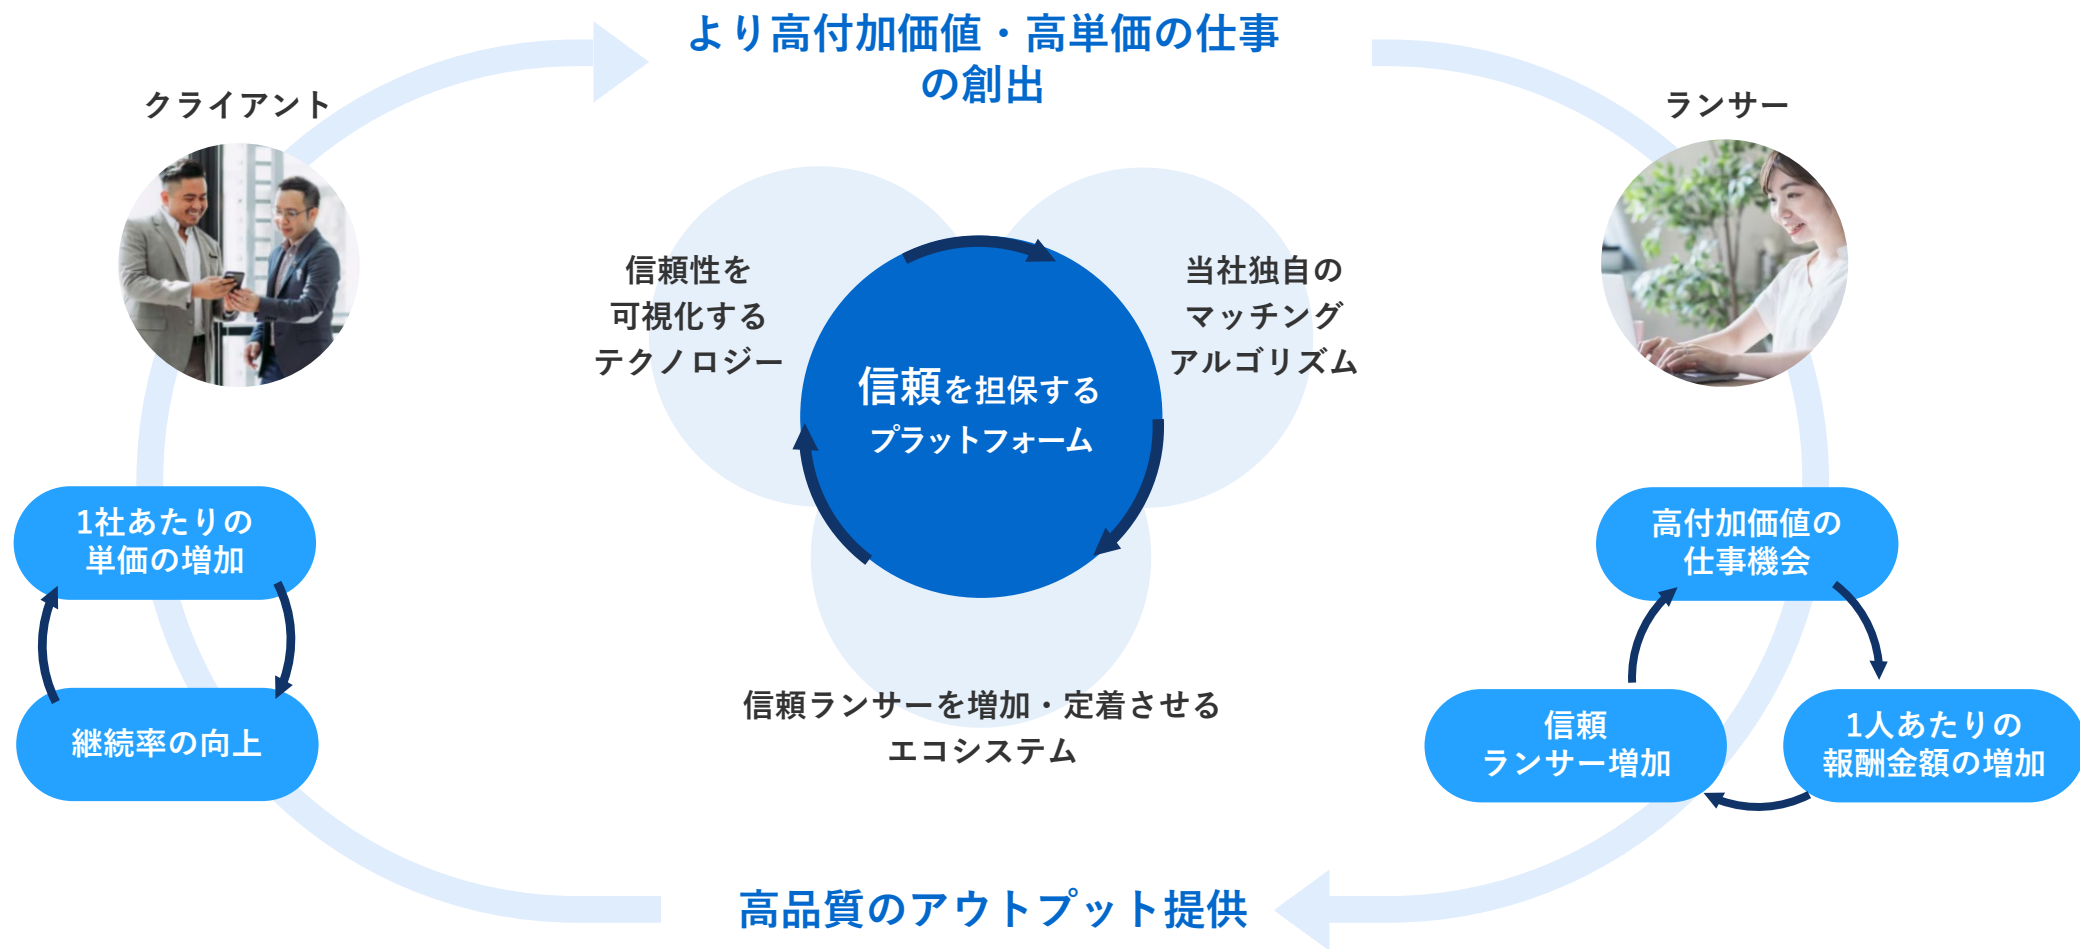 より高付加価値・高単価の仕事
の創出
クライアント
ランサー
信頼性を
可視化する
テクノロジー
当社独自の
マッチング
アルゴリズム
信頼を担保する
プラットフォーム
信頼ランサーを増加・定着させる
エコシステム
1社あたりの
単価の増加
継続率の向上
高付加価値の
仕事機会
信頼
ランサー増加
1人あたりの
報酬金額の増加
高品質のアウトプット提供